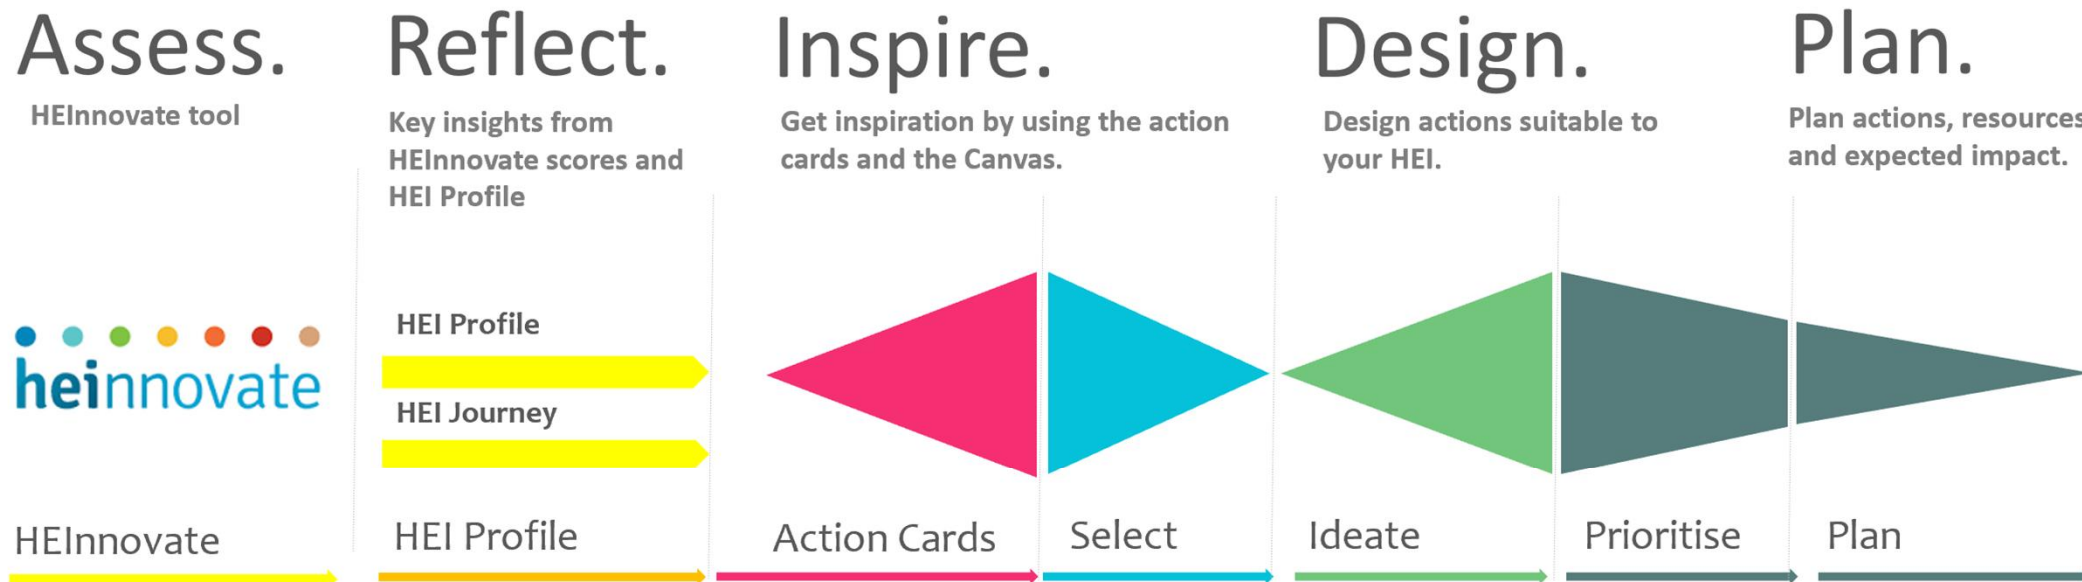 Assess.
HEInnovate tool
Reflect.
Key insights from
HEInnovate scores and
HEI Profile
Inspire.
Get inspiration by using the action
cards and the Canvas.
Design.
Design actions suitable to
your HEI.
Plan.
Plan actions, resources
and expected impact.
heinnovate
HEI Profile
HEI Journey
HEInnovate
HEI Profile
Action Cards
Select
Ideate
Prioritise
Plan